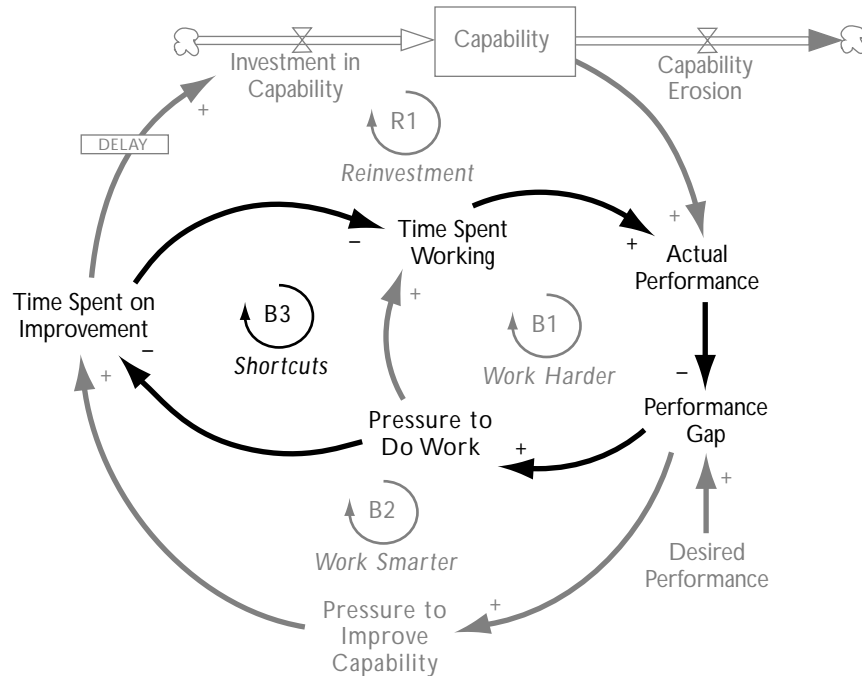 Capability
Investment in
Capability
Capability
Erosion
+
DELAY
R1
Reinvestment
+
–
Time Spent
Working
+
Actual
Performance
+
Time Spent on
Improvement
B3
Shortcuts
B1
Work Harder
–
+
–
Pressure to
Do Work
+
Performance
Gap
+
B2
Work Smarter
Desired
Performance
+
Pressure to
Improve
Capability